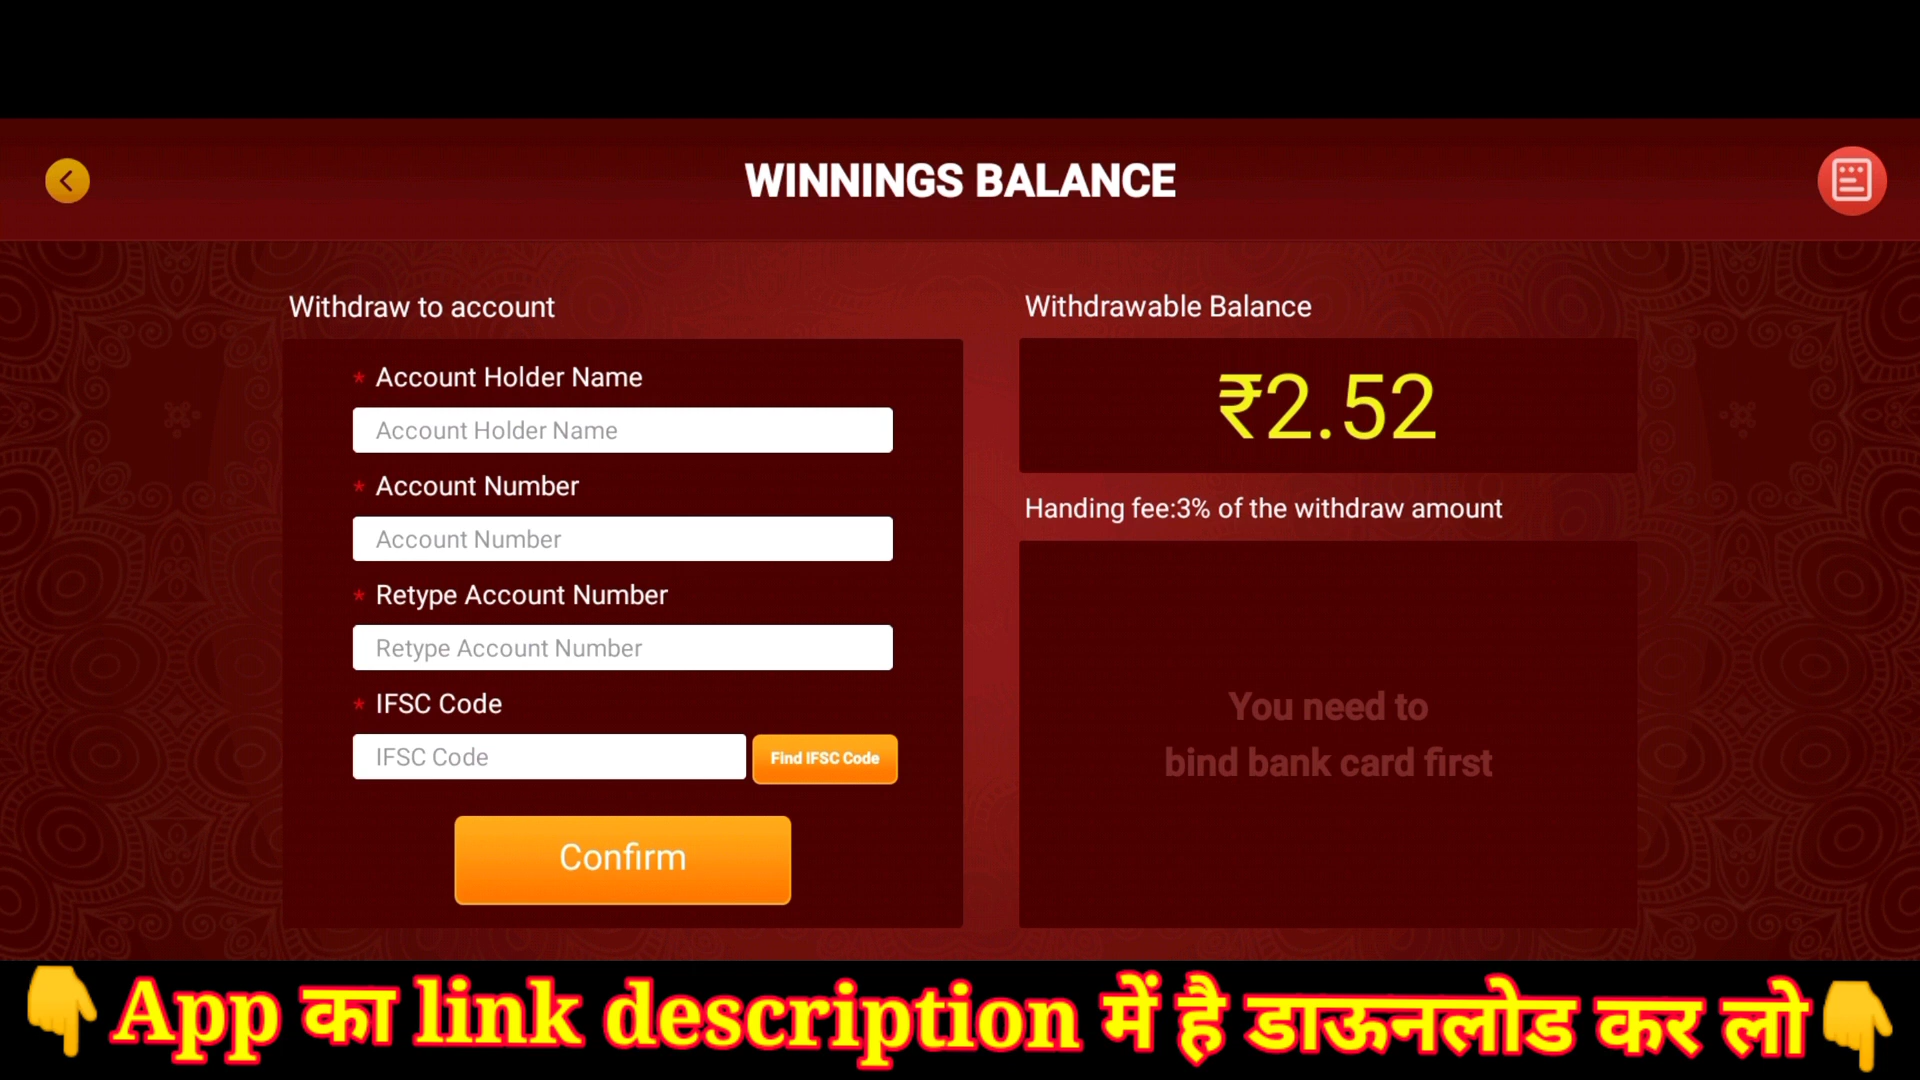 WINNINGS BALANCE
Withdraw to account
* Account Holder Name
Account Holder Name
* Account Number
Account Number
* Retype Account Number
Retype Account Number
* IFSC Code
IFSC Code
Find IFSC Code
Confirm
Withdrawable Balance
₹2.52
Handing fee:3% of the withdraw amount
You need to
bind bank card first
👇App का link description में है डाऊनलोड कर लो👇